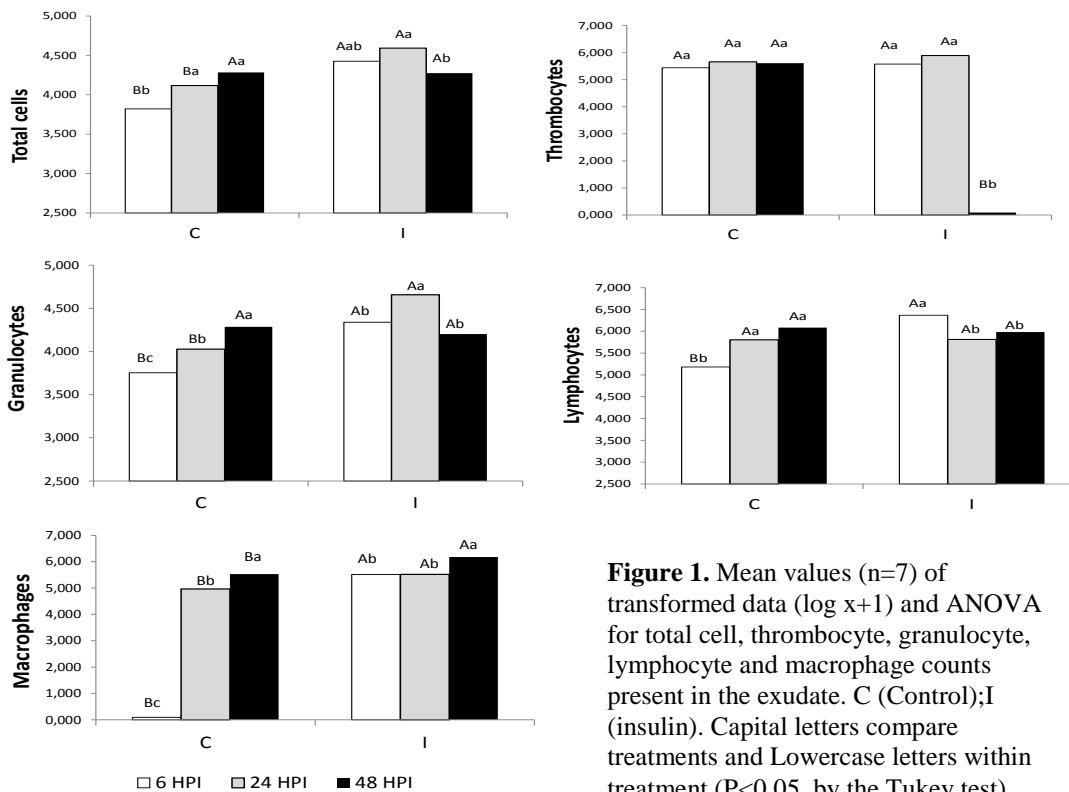 5,000
4,500
4,000
3,500
3,000
2,500
Total cells
Bb
Ba
Aa
Aab
Aa
Ab
C
I
7,000
6,000
5,000
4,000
3,000
2,000
1,000
0,000
Thrombocytes
Aa
Aa
Aa
Aa
Aa
Bb
C
I
5,000
4,500
4,000
3,500
3,000
2,500
Granulocytes
Bc
Bb
Aa
Ab
Aa
Ab
C
I
7,000
6,500
6,000
5,500
5,000
4,500
4,000
3,500
3,000
2,500
Lymphocytes
Bb
Aa
Aa
Aa
Ab
Ab
C
I
7,000
6,000
5,000
4,000
3,000
2,000
1,000
0,000
Macrophages
Bc
Bb
Ba
Ab
Ab
Aa
C
I
6 HPI 24 HPI 48 HPI
Figure 1. Mean values (n=7) of
transformed data (log x+1) and ANOVA
for total cell, thrombocyte, granulocyte,
lymphocyte and macrophage counts
present in the exudate. C (Control);I
(insulin). Capital letters compare
treatments and Lowercase letters within
treatment (P<0.05, by the Tukey test)